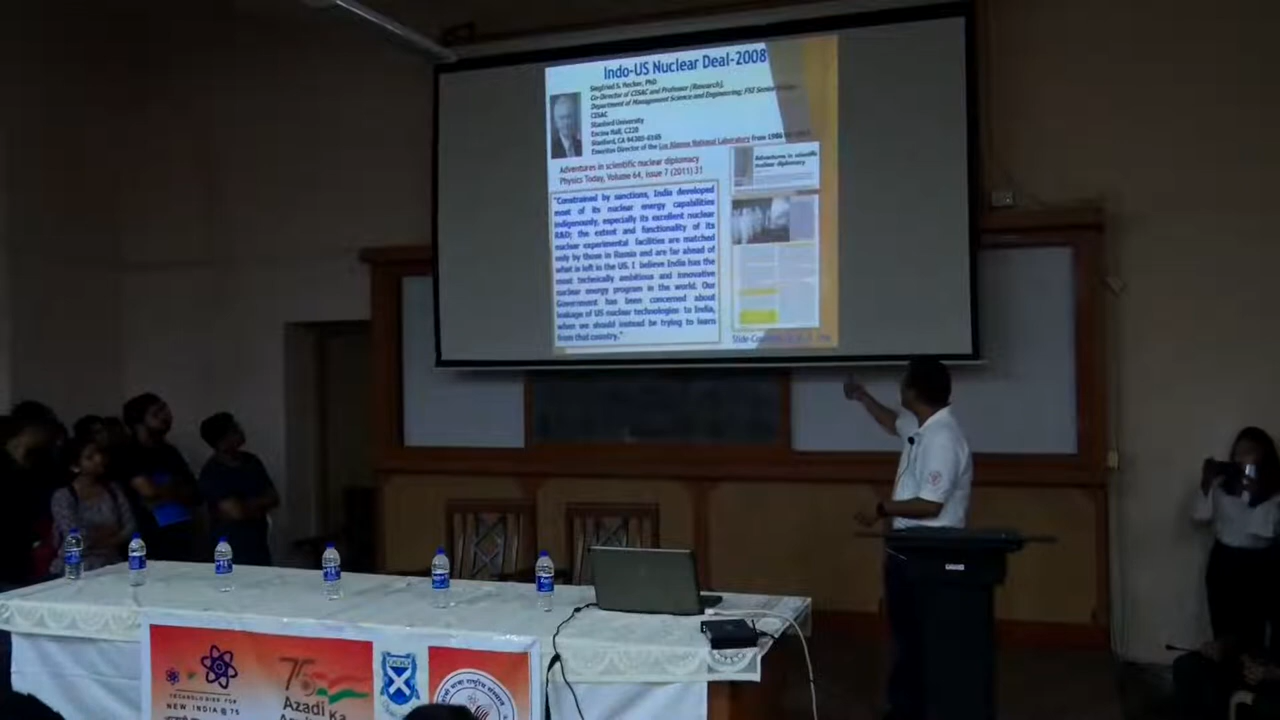 Indo-US Nuclear Deal-2008
Siegfried S. Hecker, PhD
Co-Director of CISAC and Professor (Research),
Department of Management Science and Engineering; FSI Senior
CISAC
Stanford University
Encina Hall, C220
Stanford, CA 94305-6165
Emeritus Director of the Los Alamos National Laboratory from 1986
Adventures in scientific nuclear diplomacy
Physics Today, Volume 64, Issue 7 (2011) 31
Adventures in scientific
nuclear diplomacy
"Constrained by sanctions, India developed
most of its nuclear energy capabilities
indigenously, especially its excellent nuclear
R&D; the extent and functionality of its
nuclear experimental facilities are matched
only by those in Russia and are far ahead of
what is left in the US. I believe India has the
most technically ambitious and innovative
nuclear energy program in the world. Our
Government has been concerned about
leakage of US nuclear technologies to India,
when we should instead be trying to learn
from that country."
NEW INDIA @ 75
75
Azadi Ka